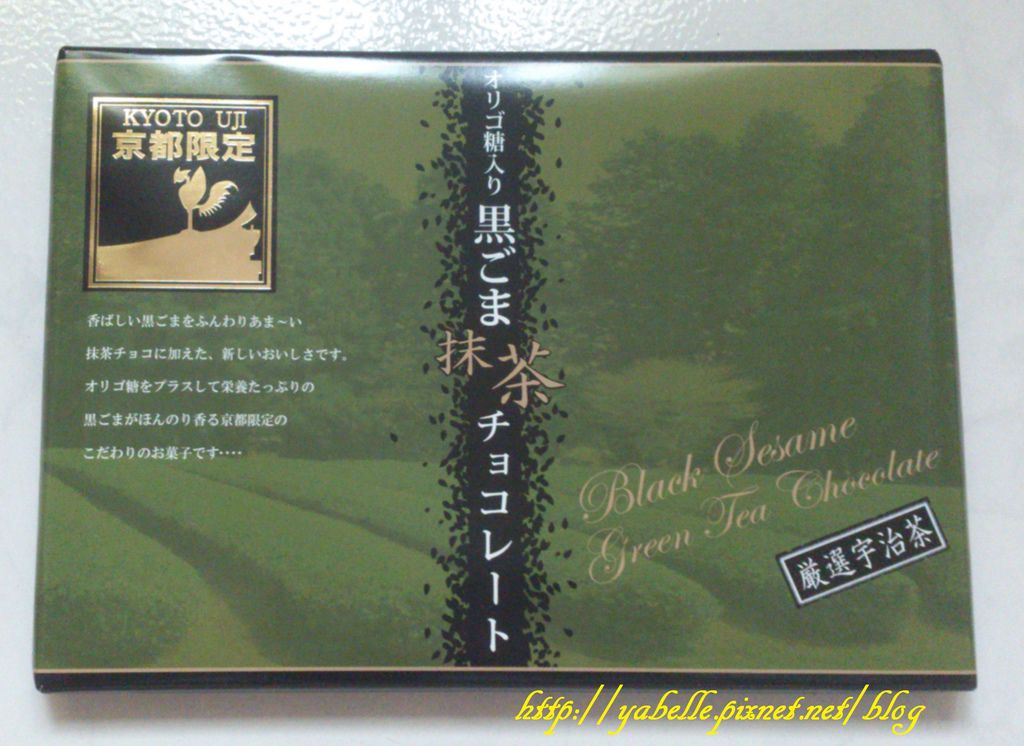 KYOTO UJI
京都限定
香ばしい黒ごまをふんわりあま〜い
抹茶チョコに加えた、新しいおいしさです。
オリゴ糖をプラスして栄養たっぷりの
黒ごまがほんのり香る京都限定の
こだわりのお菓子です‥‥
オリゴ糖入り黒ごま抹茶チョコレート
Black Sesame
Green Tea Chocolate
厳選宇治茶
http://yabelle.pixnet.net/blog